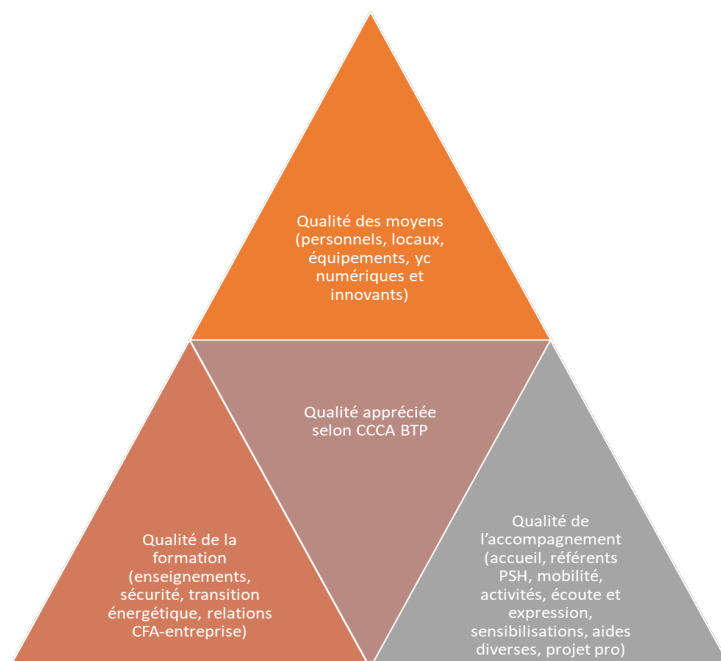 Qualité des moyens
(personnels, locaux,
équipements, yc
numériques et
innovants)
Qualité appréciée
selon CCCA BTP
Qualité de la
formation
(enseignements,
sécurité, transition
énergétique, relations
CFA-entreprise)
Qualité de
l'accompagnement
(accueil, référents
PSH, mobilité,
activités, écoute et
expression,
sensibilisations, aides
diverses, projet pro)